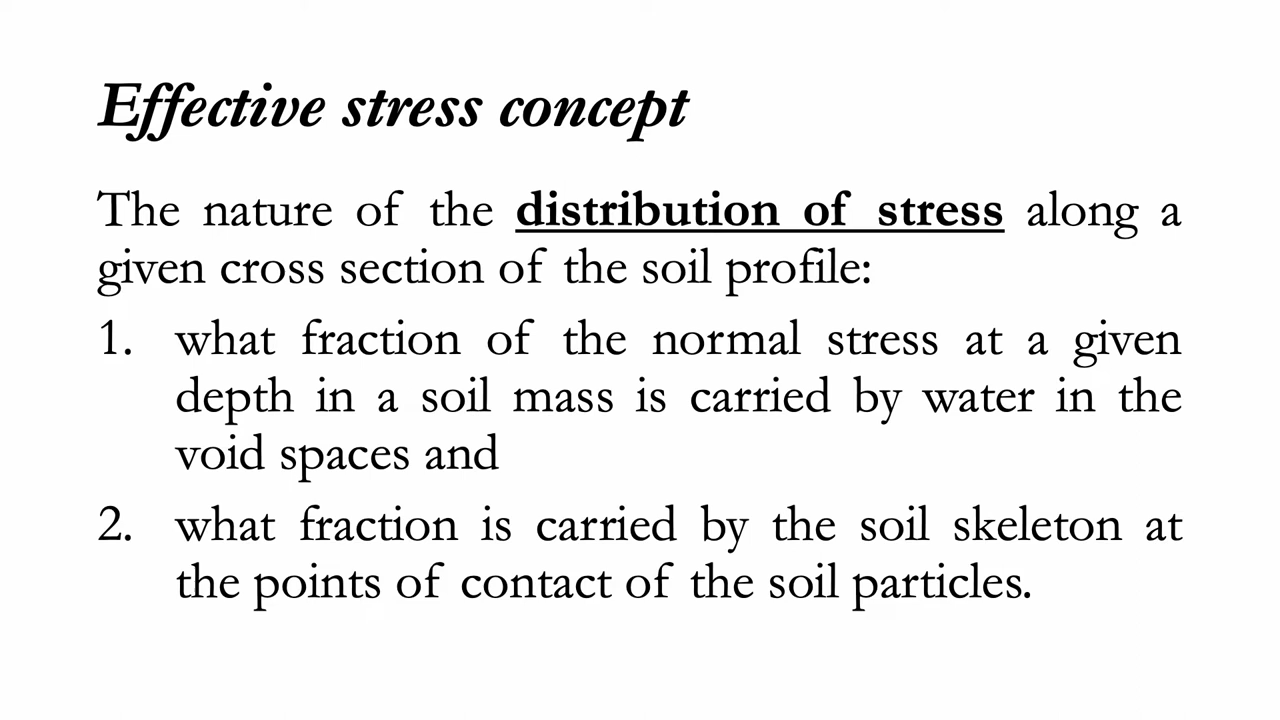 Effective stress concept
The nature of the distribution of stress along a
given cross section of the soil profile:
1. what fraction of the normal stress at a given
depth in a soil mass is carried by water in the
void spaces and
2. what fraction is carried by the soil skeleton at
the points of contact of the soil particles.